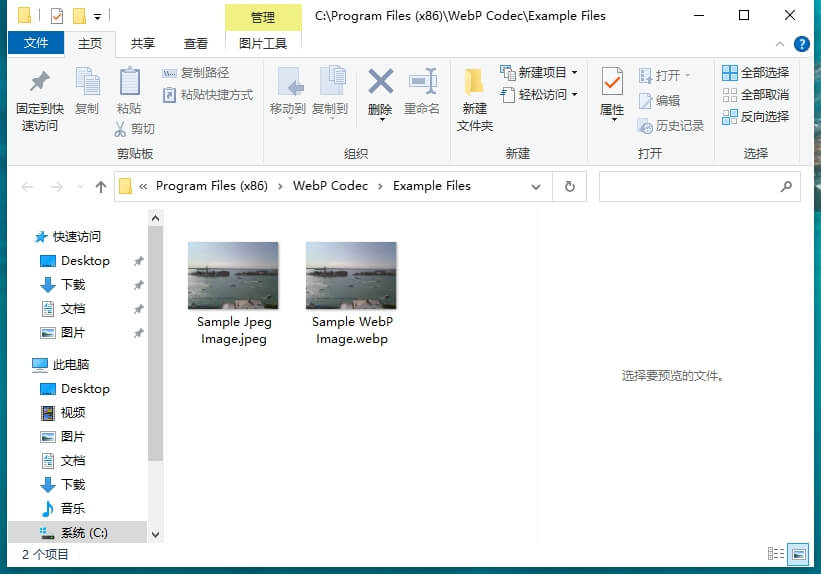 管理
C:\Program Files (x86)\WebP Codec\Example Files
文件
主页
共享
查看
图片工具
固定到快
速访问
复制
粘贴
复制路径
粘贴快捷方式
剪切
剪贴板
移动到
复制到
删除
重命名
组织
新建
文件夹
新建项目
轻松访问
新建
属性
打开
编辑
历史记录
打开
全部选择
全部取消
反向选择
选择
« Program Files (x86) › WebP Codec › Example Files
快速访问
Desktop
下载
文档
图片
此电脑
Desktop
视频
图片
文档
下载
音乐
系统 (C:)
Sample Jpeg
Image.jpeg
Sample WebP
Image.webp
选择要预览的文件。
2 个项目